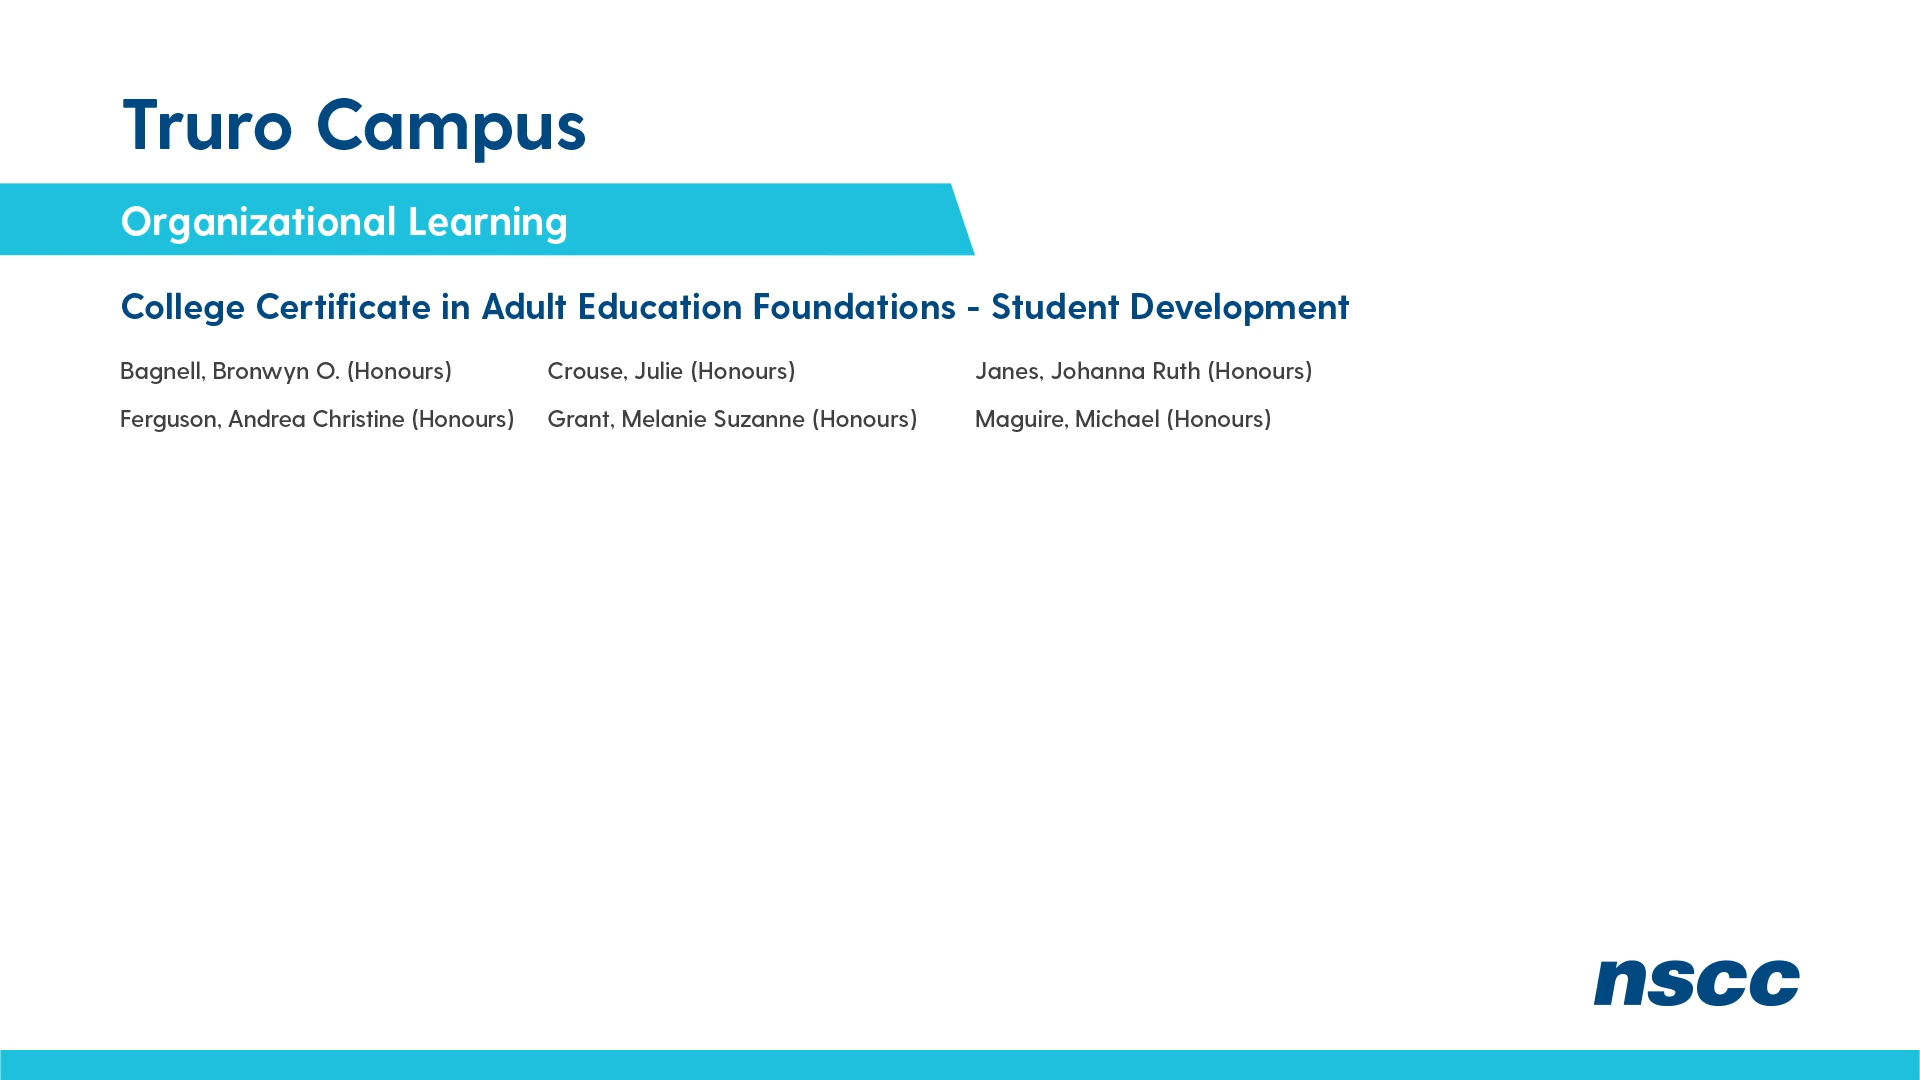 Truro Campus
Organizational Learning
College Certificate in Adult Education Foundations - Student Development
Bagnell, Bronwyn O. (Honours) Crouse, Julie (Honours) Janes, Johanna Ruth (Honours)
Ferguson, Andrea Christine (Honours) Grant, Melanie Suzanne (Honours) Maguire, Michael (Honours)
nscc